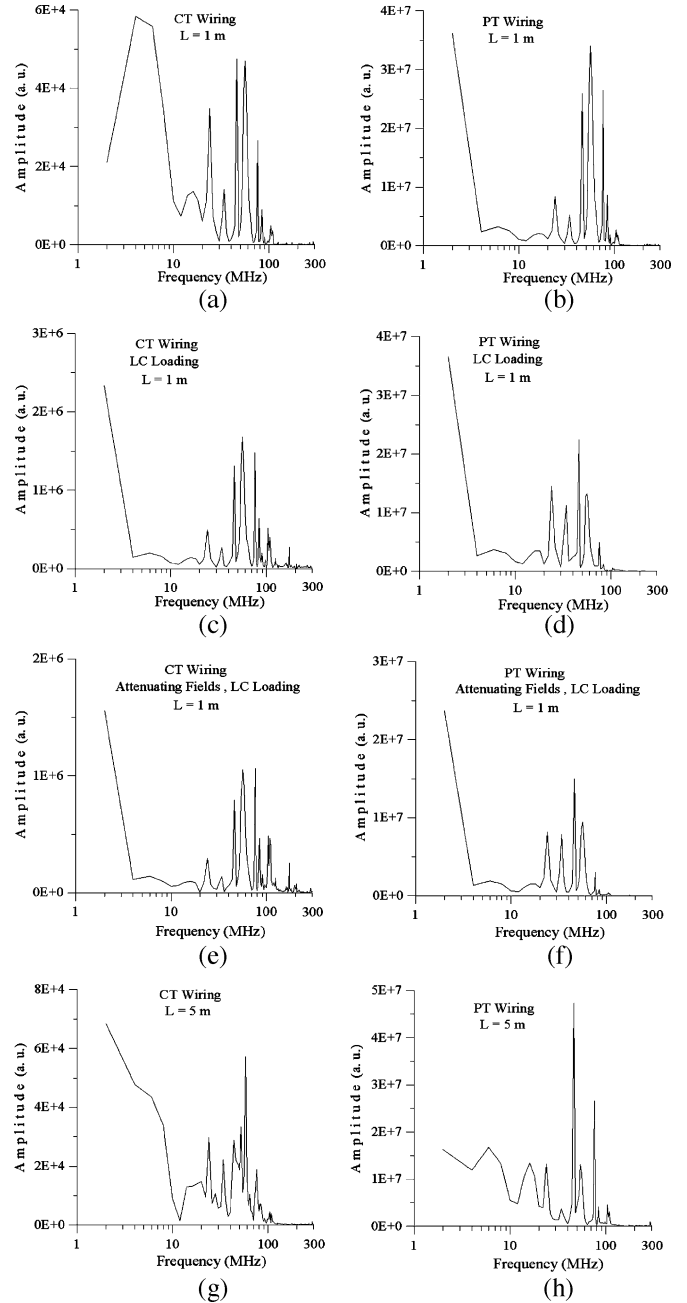 6E+4
4E+4
2E+4
0E+0
Amplitude (a. u.)
CT Wiring
L = 1 m
1 10 100 300
Frequency (MHz)
(a)
4E+7
3E+7
2E+7
1E+7
0E+0
Amplitude (a. u.)
PT Wiring
L = 1 m
1 10 100 300
Frequency (MHz)
(b)
3E+6
2E+6
1E+6
0E+0
Amplitude (a. u.)
CT Wiring
LC Loading
L = 1 m
1 10 100 300
Frequency (MHz)
(c)
4E+7
3E+7
2E+7
1E+7
0E+0
Amplitude (a. u.)
PT Wiring
LC Loading
L = 1 m
1 10 100 300
Frequency (MHz)
(d)
2E+6
1E+6
0E+0
Amplitude (a. u.)
CT Wiring
Attenuating Fields , LC Loading
L = 1 m
1 10 100 300
Frequency (MHz)
(e)
3E+7
2E+7
1E+7
0E+0
Amplitude (a. u.)
PT Wiring
Attenuating Fields , LC Loading
L = 1 m
1 10 100 300
Frequency (MHz)
(f)
8E+4
6E+4
4E+4
2E+4
0E+0
Amplitude (a. u.)
CT Wiring
L = 5 m
1 10 100 300
Frequency (MHz)
(g)
5E+7
4E+7
3E+7
2E+7
1E+7
0E+0
Amplitude (a. u.)
PT Wiring
L = 5 m
1 10 100 300
Frequency (MHz)
(h)